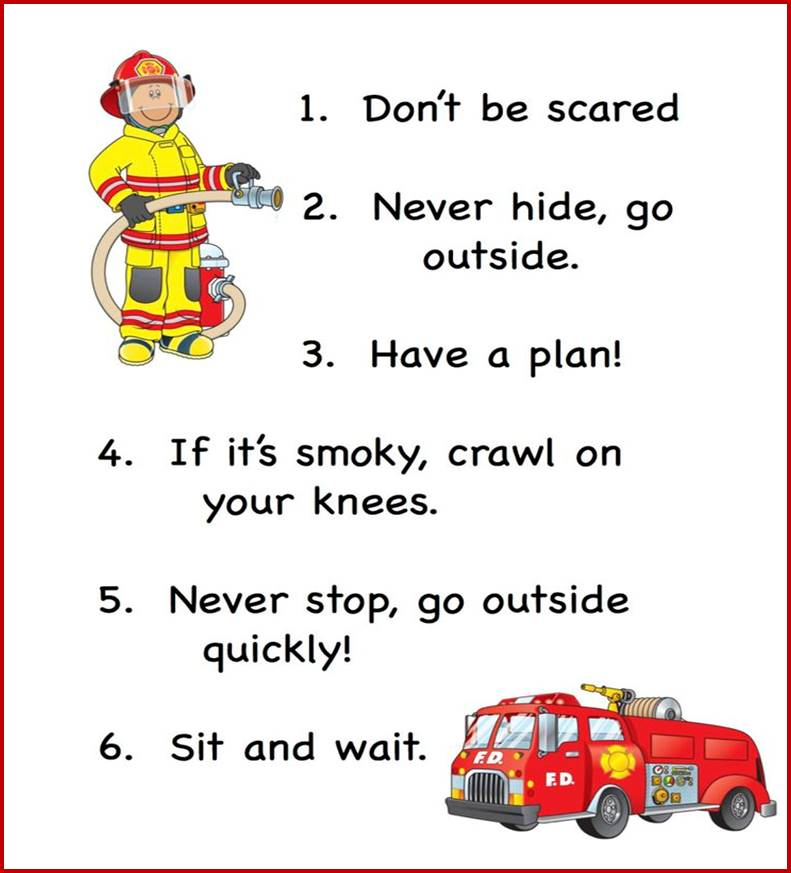 1. Don't be scared
2. Never hide, go
outside.
3. Have a plan!
4. If it's smoky, crawl on
your knees.
5. Never stop, go outside
quickly!
6. Sit and wait.
F.D.
F.D.